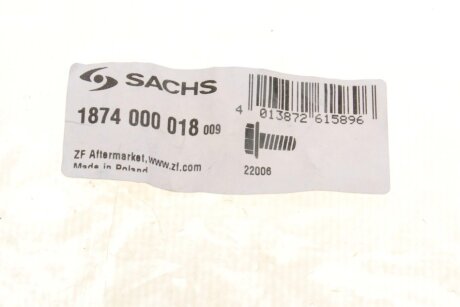 SACHS
1874 000 018 009
4 013872 615896
ZF Aftermarket, www.zf.com
Made in Poland
22006